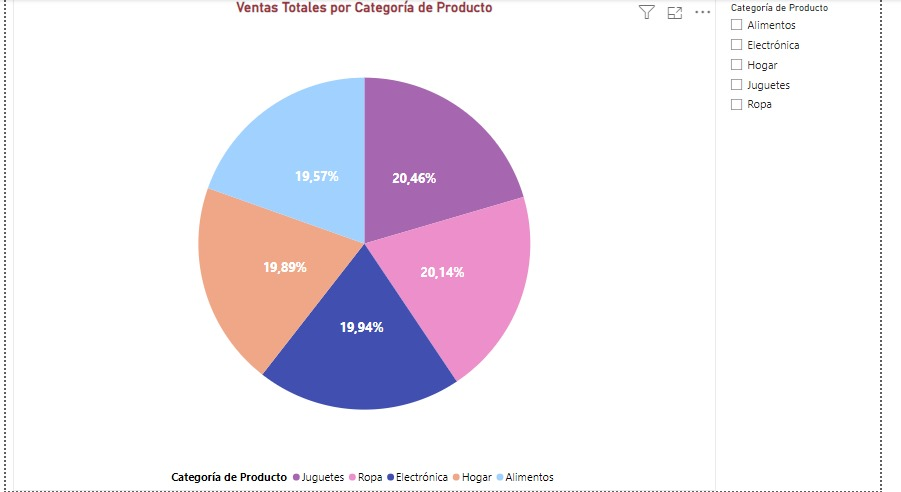 Ventas Totales por Categoría de Producto
Categoría de Producto
Alimentos
Electrónica
Hogar
Juguetes
Ropa
19,57%
20,46%
19,89%
20,14%
19,94%
Categoría de Producto Juguetes Ropa Electrónica Hogar Alimentos